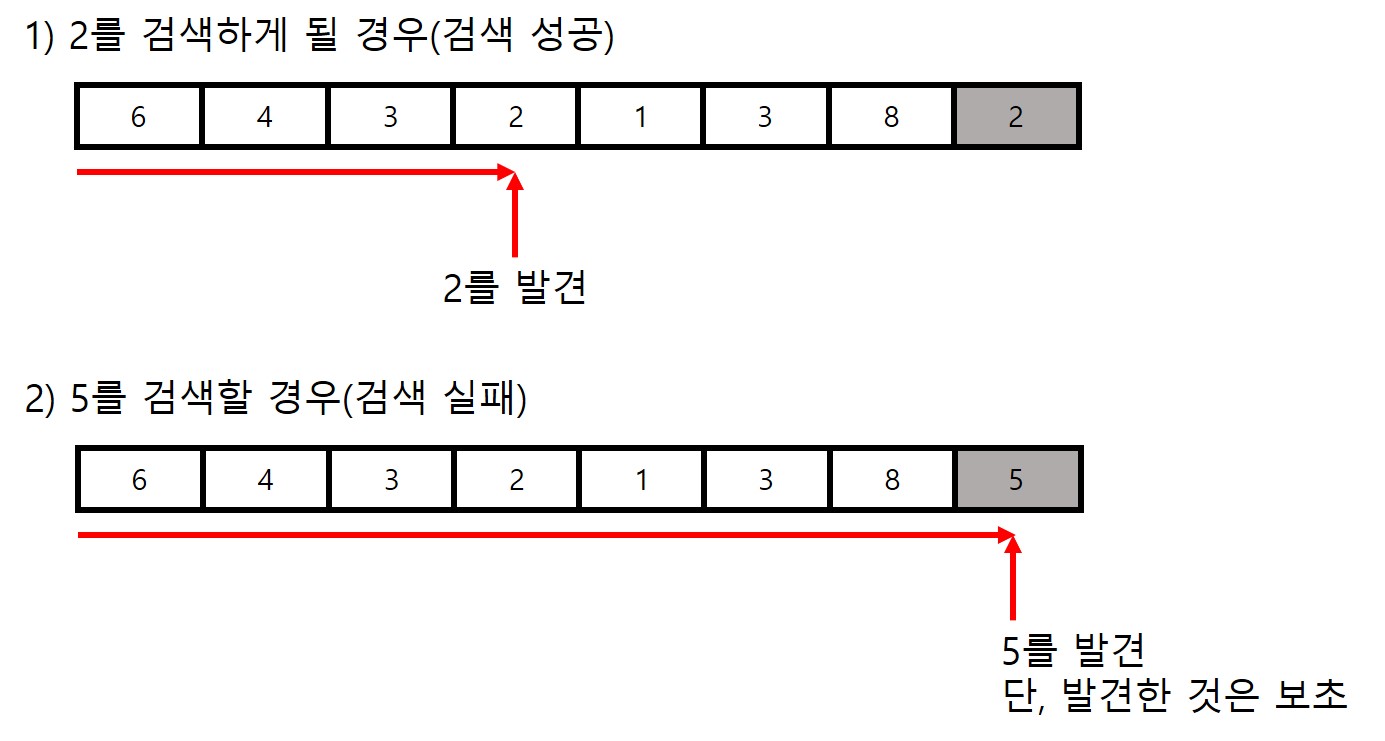 1) 2를 검색하게 될 경우(검색 성공)
6 4 3 2 1 3 8 2
2를 발견
2) 5를 검색할 경우(검색 실패)
6 4 3 2 1 3 8 5
5를 발견
단, 발견한 것은 보초